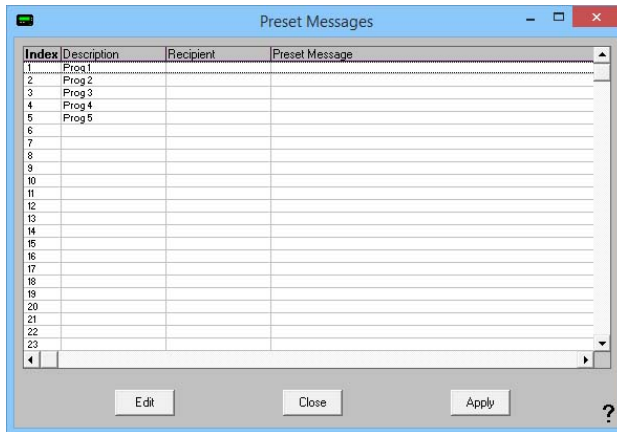 Preset Messages
Index Description Recipient Preset Message
1 Prog 1
2 Prog 2
3 Prog 3
4 Prog 4
5 Prog 5
6
7
8
9
10
11
12
13
14
15
16
17
18
19
20
21
22
23
Edit Close Apply ?